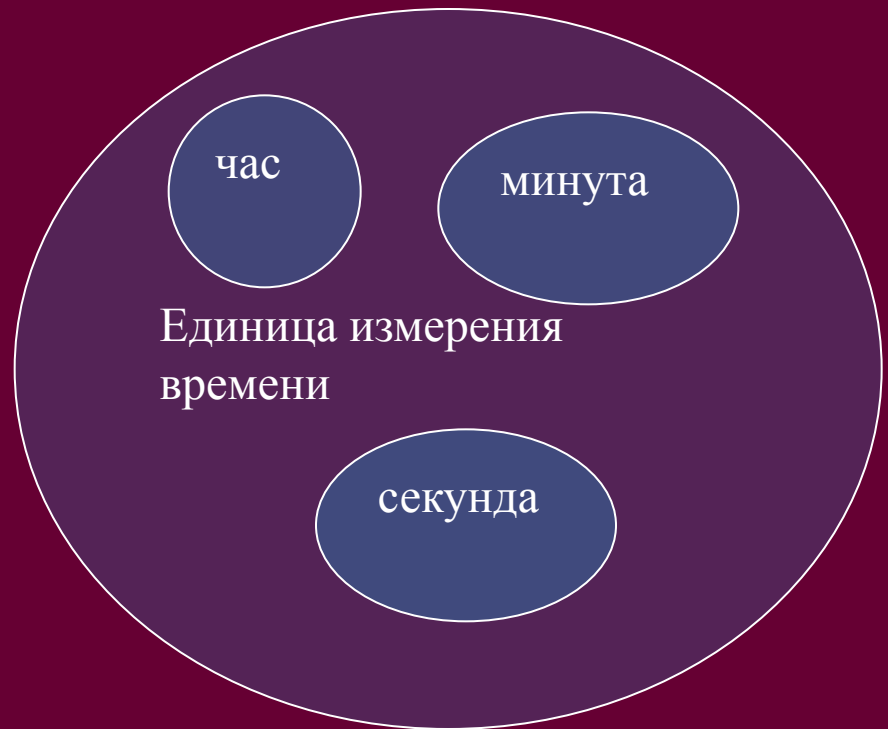 час
минута
Единица измерения
времени
секунда